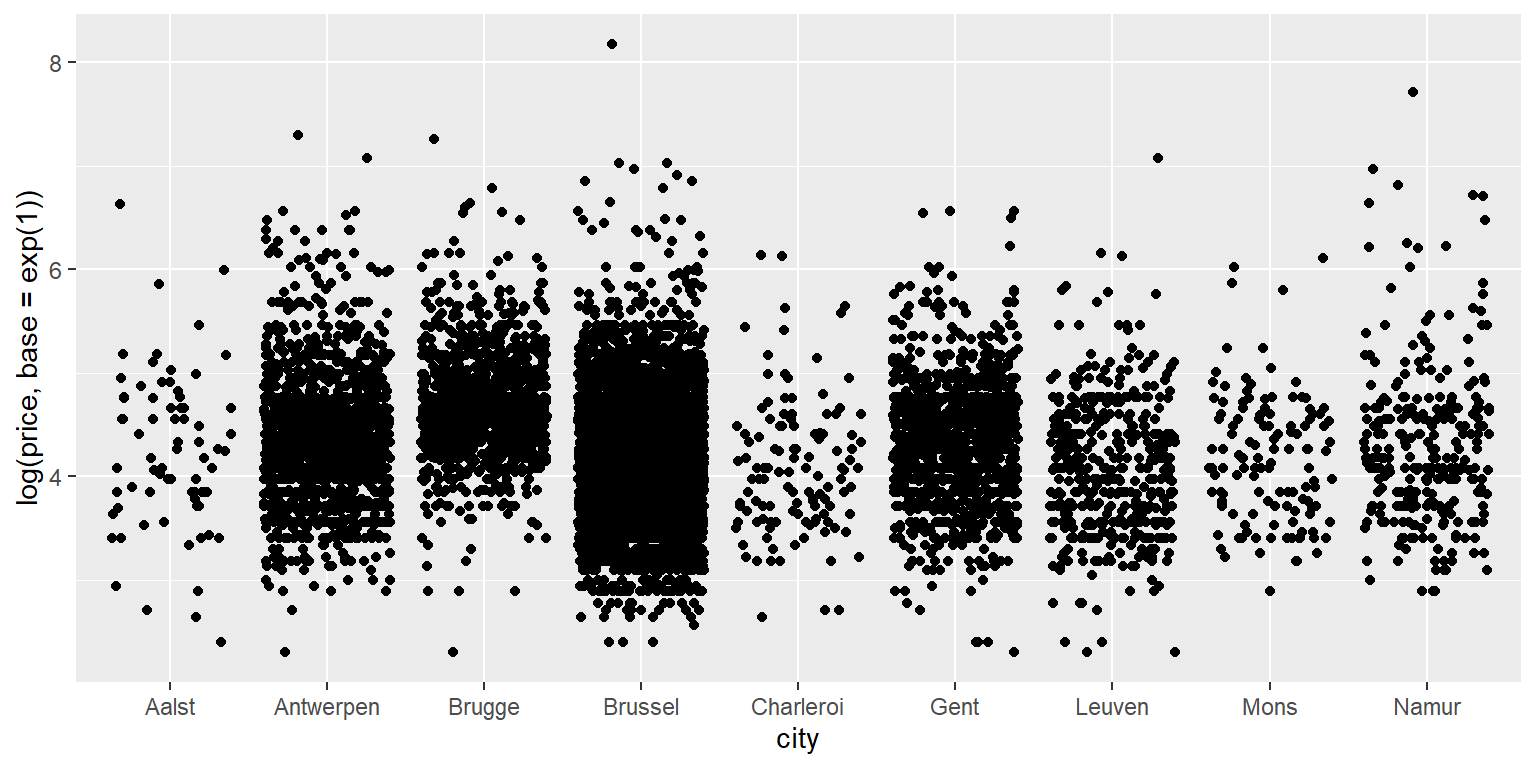 log(price, base = exp(1))
8
6
4
Aalst Antwerpen Brugge Brussel Charleroi Gent Leuven Mons Namur
city